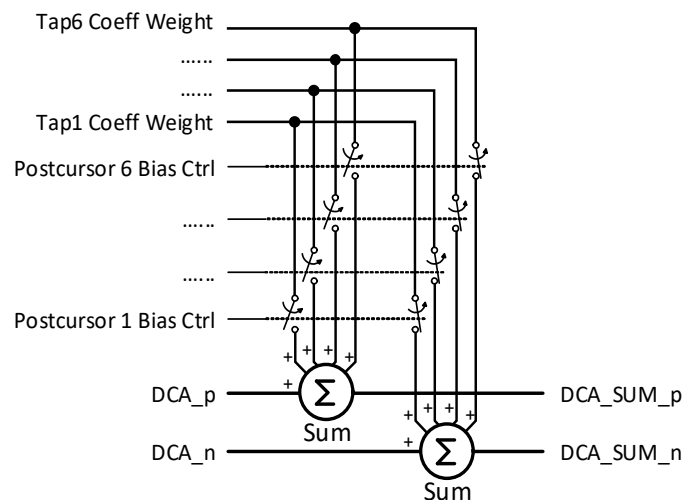 Tap6 Coeff Weight
......
......
Tap1 Coeff Weight
Postcursor 6 Bias Ctrl
......
......
Postcursor 1 Bias Ctrl
+ + + +
+
DCA_p Σ DCA_SUM_p
Sum
+ + + +
+
DCA_n Σ DCA_SUM_n
Sum